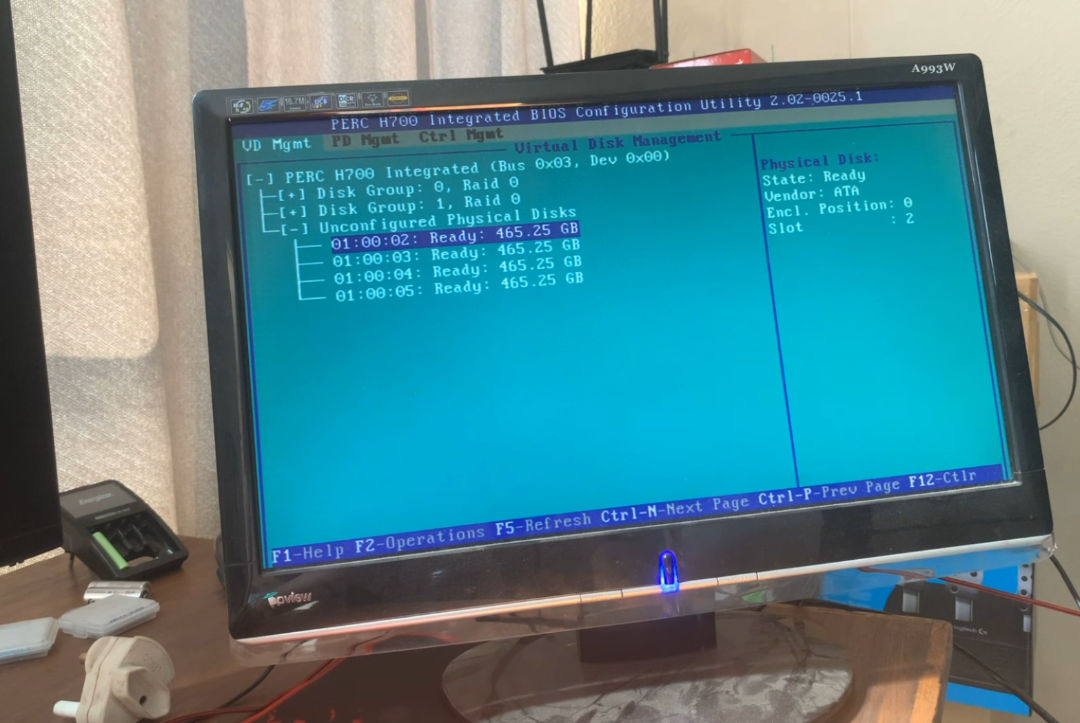 A993W
PERC H700 Integrated BIOS Configuration Utility 2.02-0025.1
VD Mgmt PD Mgmt Ctrl Mgmt
Virtual Disk Management
[-] PERC H700 Integrated (Bus 0x03, Dev 0x00)
[+] Disk Group: 0, Raid 0
[+] Disk Group: 1, Raid 0
[-] Unconfigured Physical Disks
01:00:02: Ready: 465.25 GB
01:00:03: Ready: 465.25 GB
01:00:04: Ready: 465.25 GB
01:00:05: Ready: 465.25 GB
Physical Disk:
State: Ready
Vendor: ATA
Encl. Position: 0
Slot : 2
F1-Help F2-Operations F5-Refresh Ctrl-N-Next Page Ctrl-P-Prev Page F12-Ctlr
Energizer